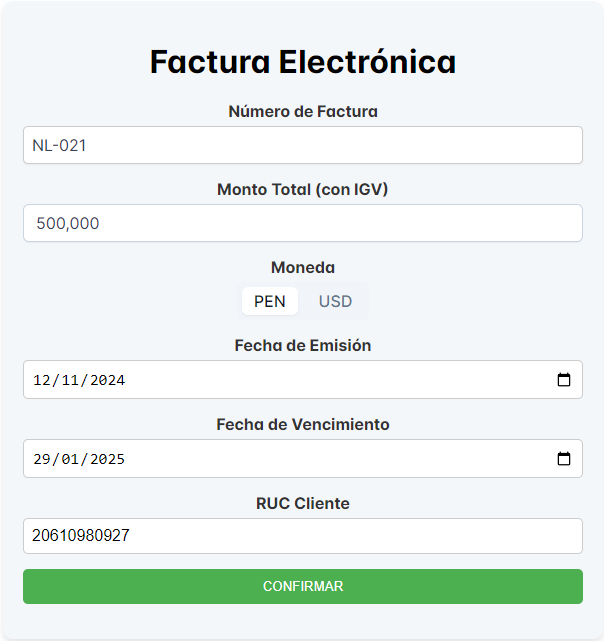 Factura Electrónica
Número de Factura
NL-021
Monto Total (con IGV)
500,000
Moneda
PEN USD
Fecha de Emisión
12/11/2024
Fecha de Vencimiento
29/01/2025
RUC Cliente
20610980927
CONFIRMAR